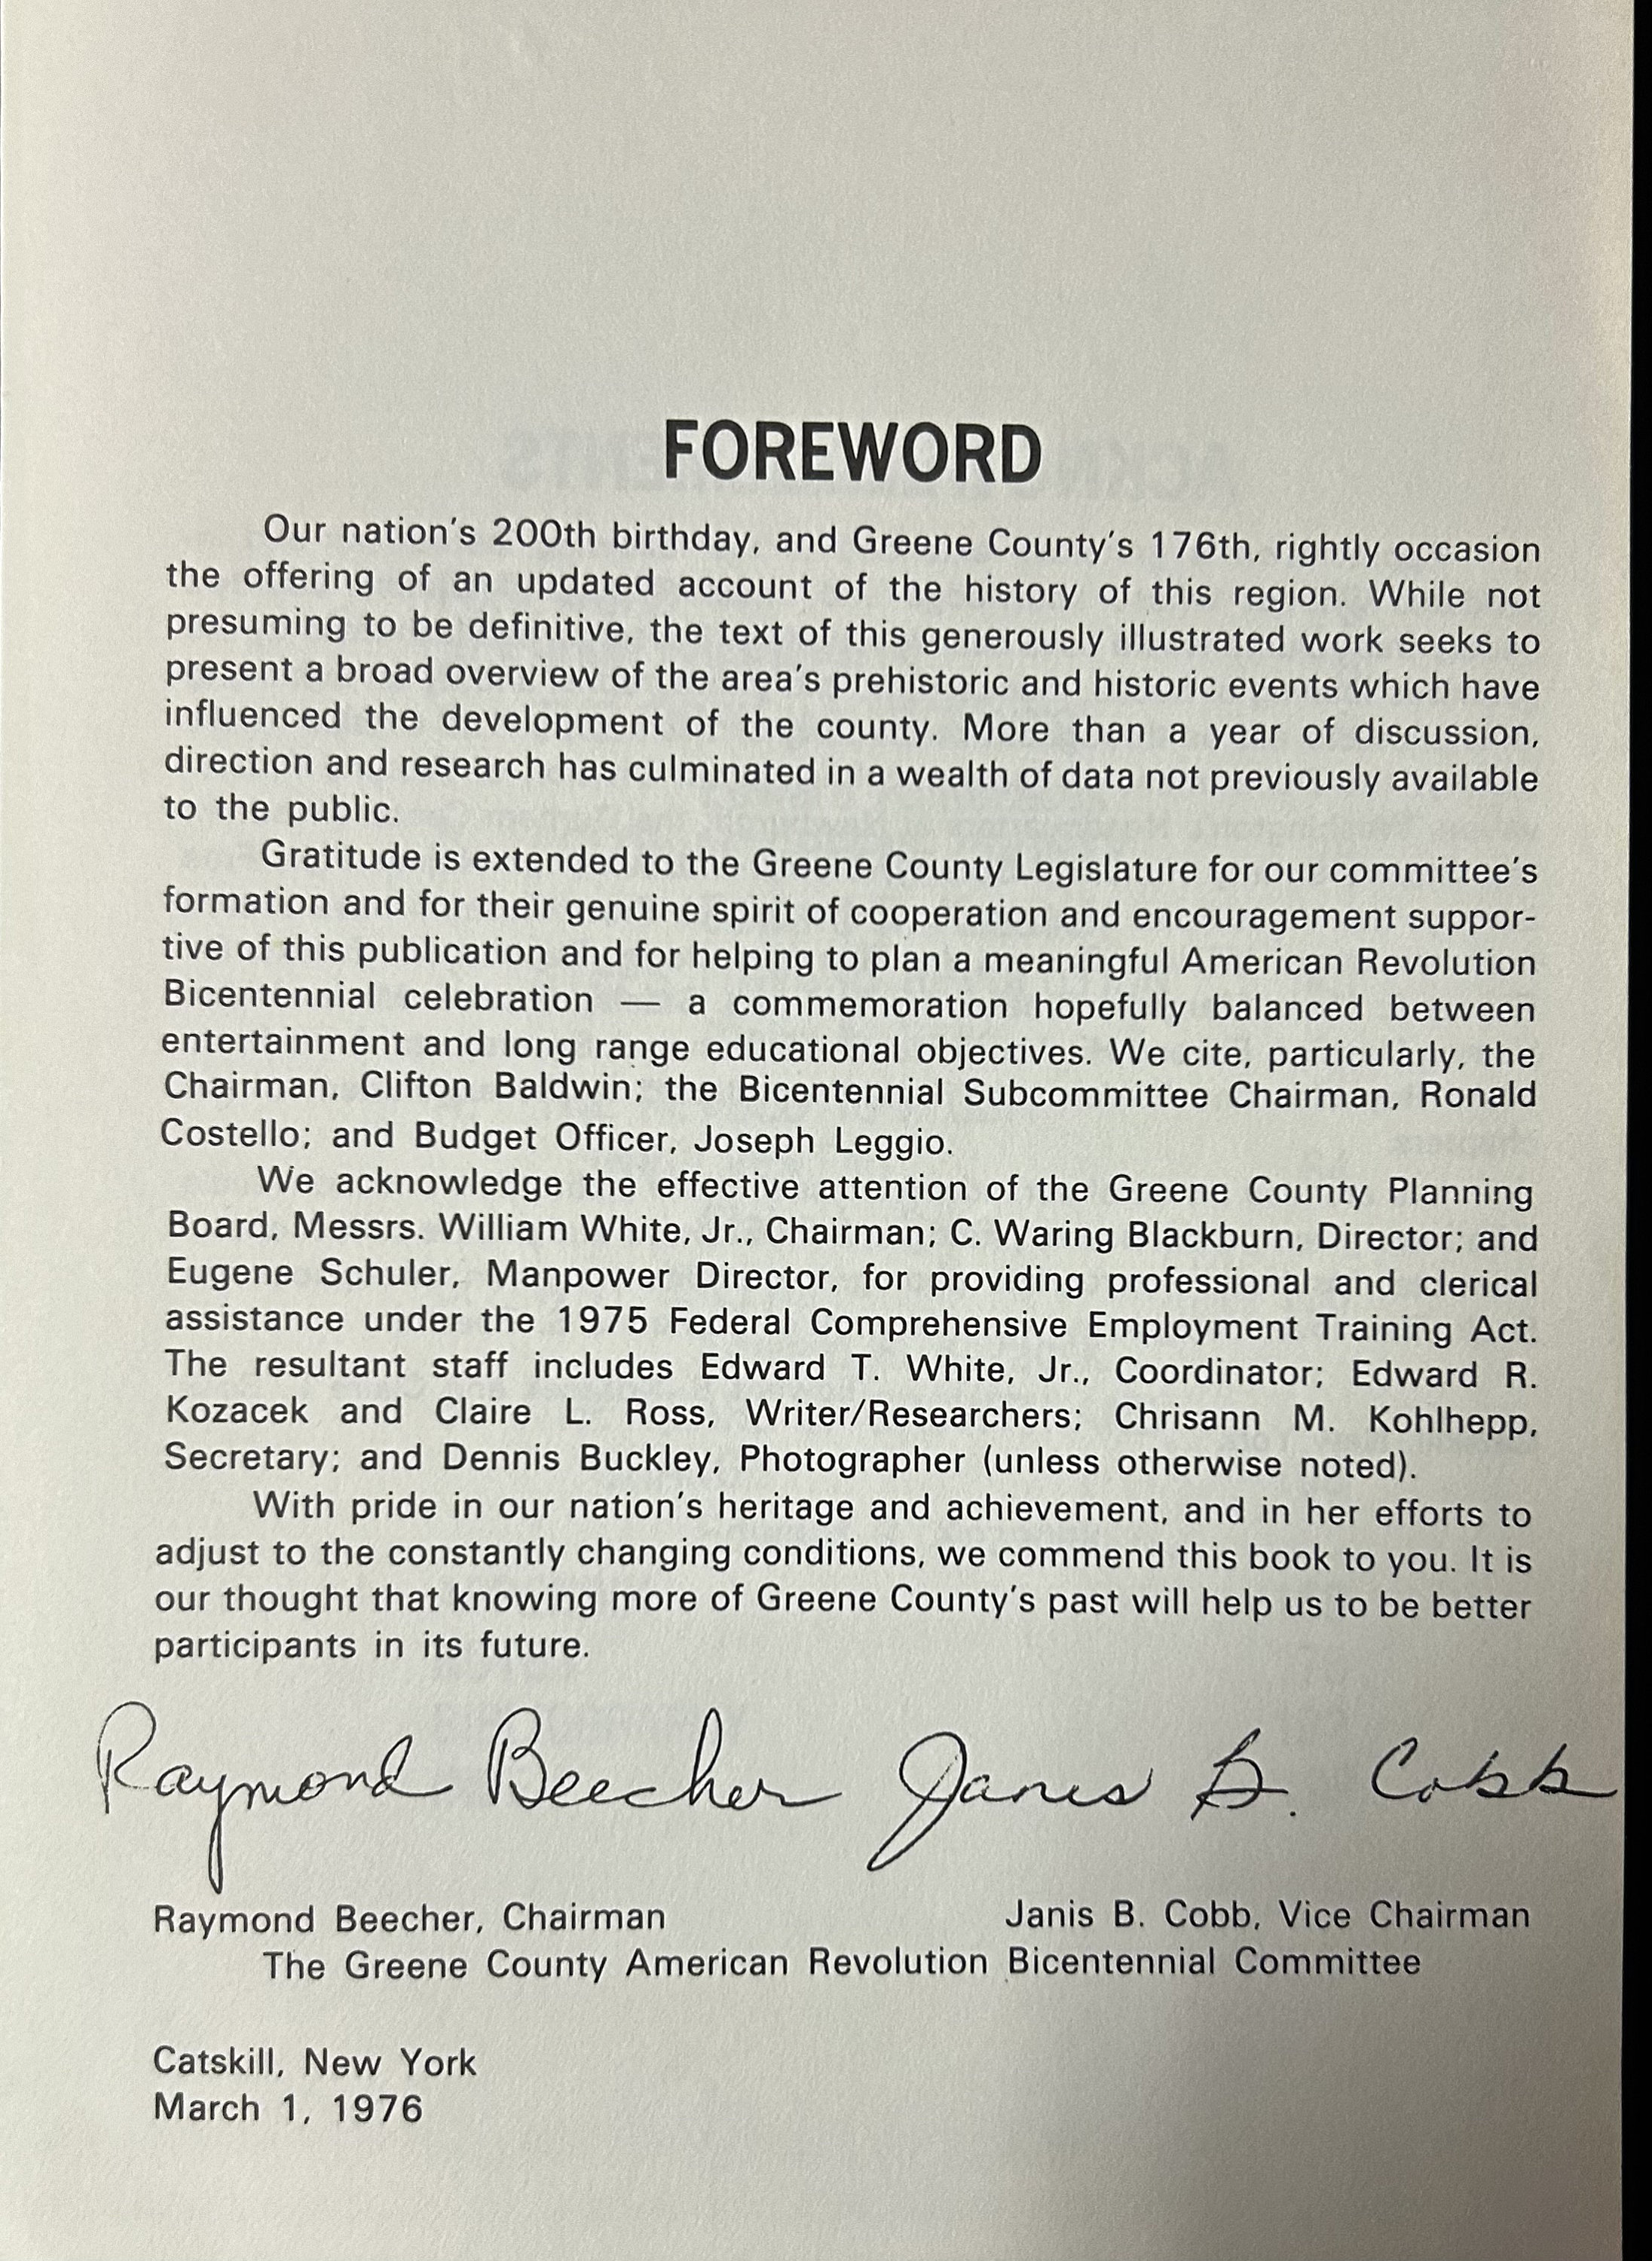 FOREWORD
Our nation's 200th birthday, and Greene County's 176th, rightly occasion
the offering of an updated account of the history of this region. While not
presuming to be definitive, the text of this generously illustrated work seeks to
present a broad overview of the area's prehistoric and historic events which have
influenced the development of the county. More than a year of discussion,
direction and research has culminated in a wealth of data not previously available
to the public.
Gratitude is extended to the Greene County Legislature for our committee's
formation and for their genuine spirit of cooperation and encouragement suppor-
tive of this publication and for helping to plan a meaningful American Revolution
Bicentennial celebration — a commemoration hopefully balanced between
entertainment and long range educational objectives. We cite, particularly, the
Chairman, Clifton Baldwin; the Bicentennial Subcommittee Chairman, Ronald
Costello; and Budget Officer, Joseph Leggio.
We acknowledge the effective attention of the Greene County Planning
Board, Messrs. William White, Jr., Chairman; C. Waring Blackburn, Director; and
Eugene Schuler, Manpower Director, for providing professional and clerical
assistance under the 1975 Federal Comprehensive Employment Training Act.
The resultant staff includes Edward T. White, Jr., Coordinator; Edward R.
Kozacek and Claire L. Ross, Writer/Researchers; Chrisann M. Kohlhepp,
Secretary; and Dennis Buckley, Photographer (unless otherwise noted).
With pride in our nation's heritage and achievement, and in her efforts to
adjust to the constantly changing conditions, we commend this book to you. It is
our thought that knowing more of Greene County's past will help us to be better
participants in its future.
Raymond Beecher Janis B. Cobb
Raymond Beecher, Chairman Janis B. Cobb, Vice Chairman
The Greene County American Revolution Bicentennial Committee
Catskill, New York
March 1, 1976